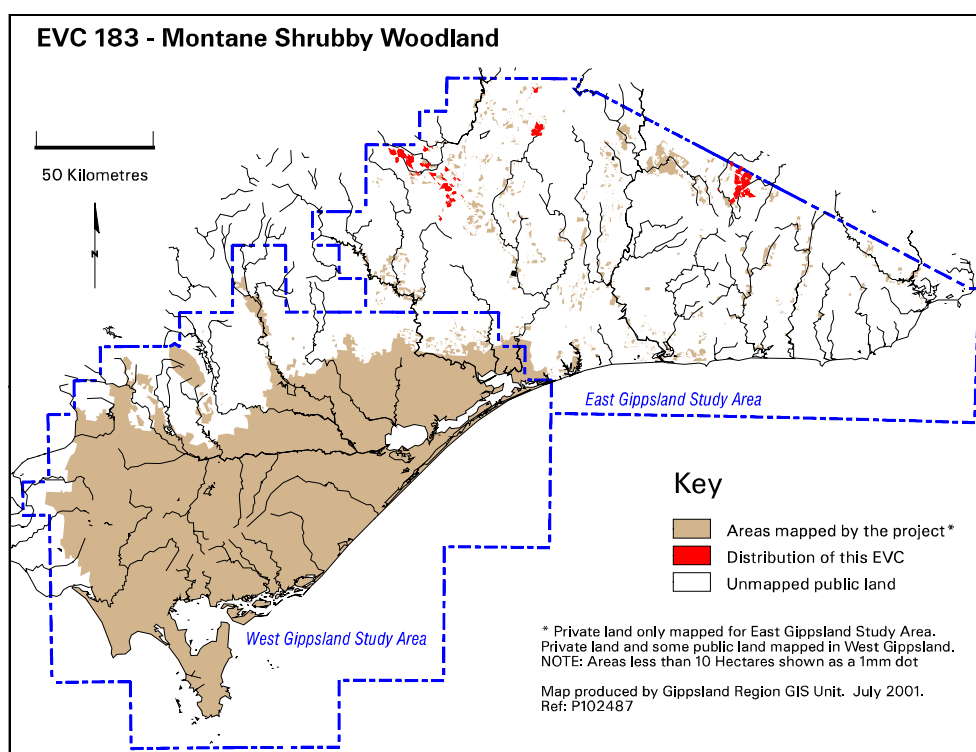 EVC 183 - Montane Shrubby Woodland
50 Kilometres
N
East Gippsland Study Area
West Gippsland Study Area
Key
Areas mapped by the project*
Distribution of this EVC
Unmapped public land
* Private land only mapped for East Gippsland Study Area.
Private land and some public land mapped in West Gippsland.
NOTE: Areas less than 10 Hectares shown as a 1mm dot
Map produced by Gippsland Region GIS Unit. July 2001.
Ref: P102487